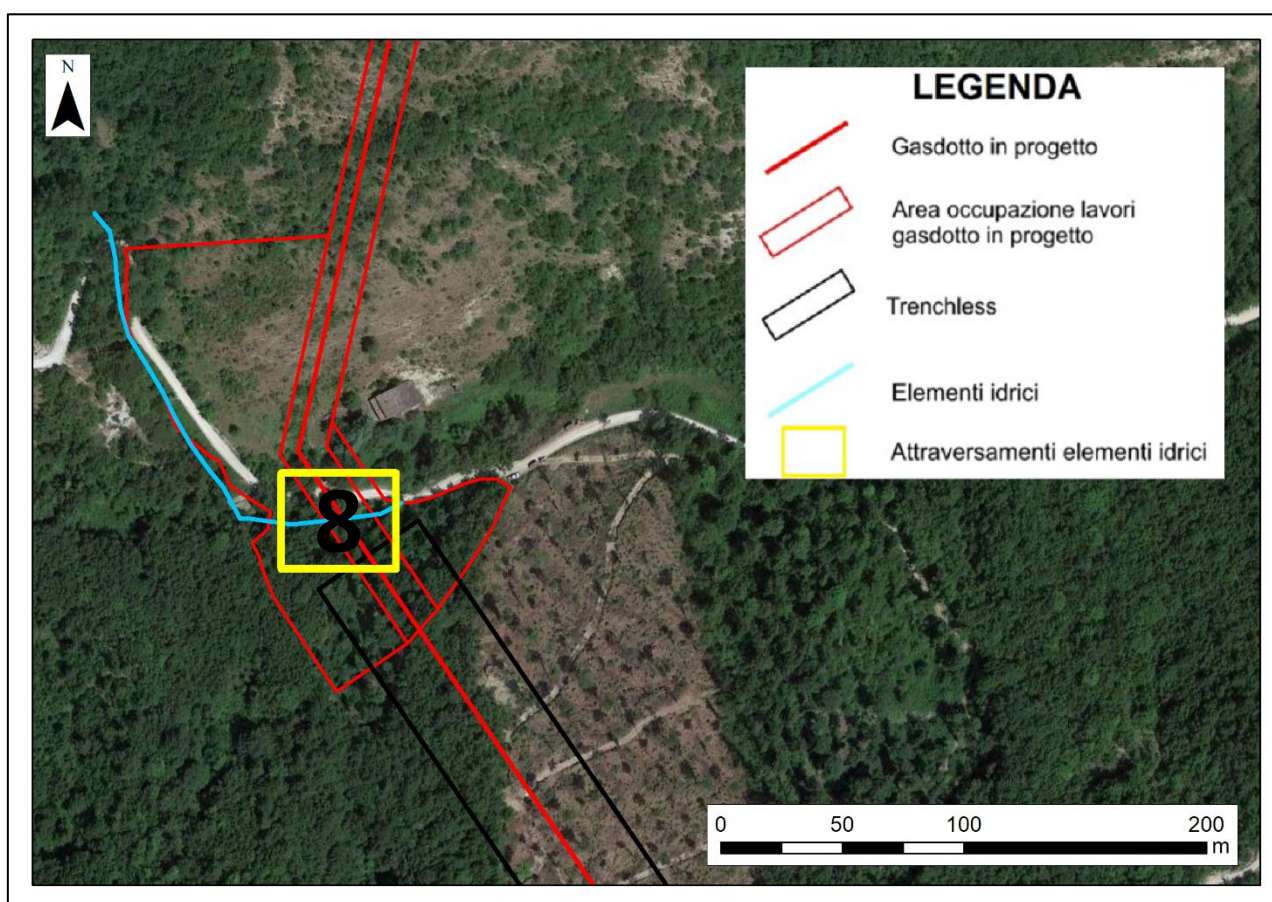 N
LEGENDA
Gasdotto in progetto
Area occupazione lavori
gasdotto in progetto
Trenchless
Elementi idrici
Attraversamenti elementi idrici
8
0 50 100 200
m